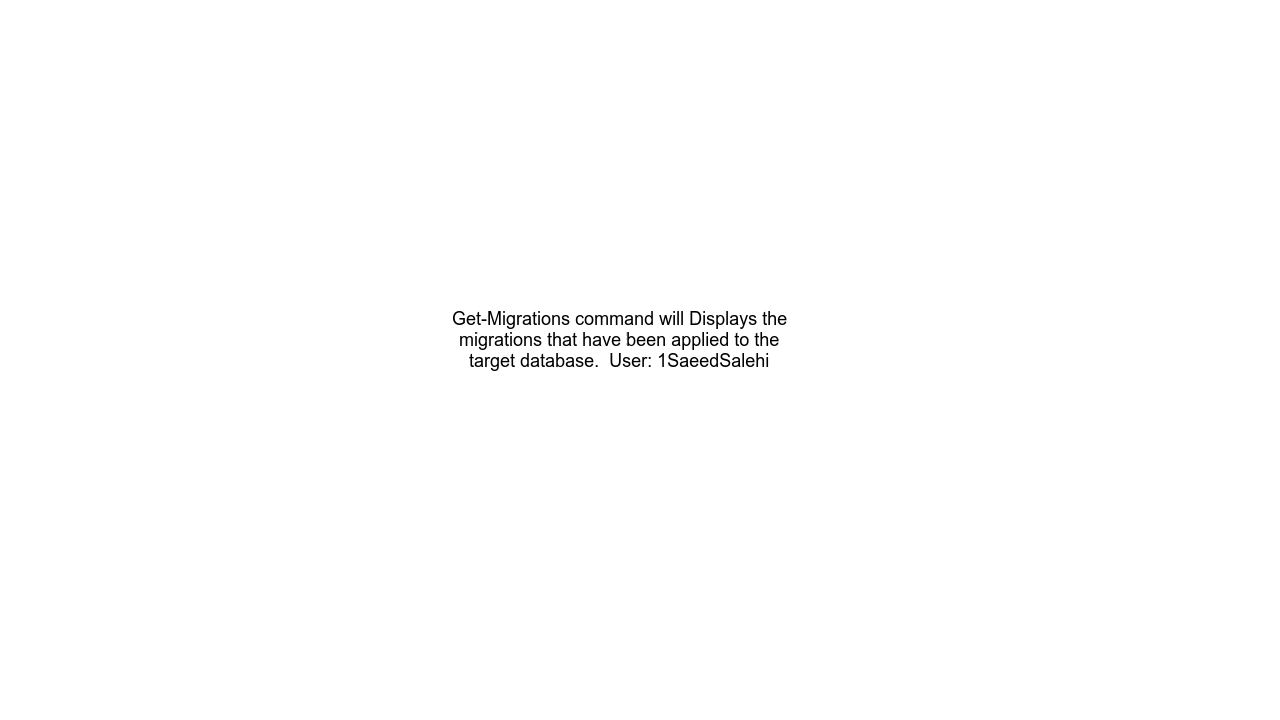 Get-Migrations command will Displays the
migrations that have been applied to the
target database.  User: 1SaeedSalehi